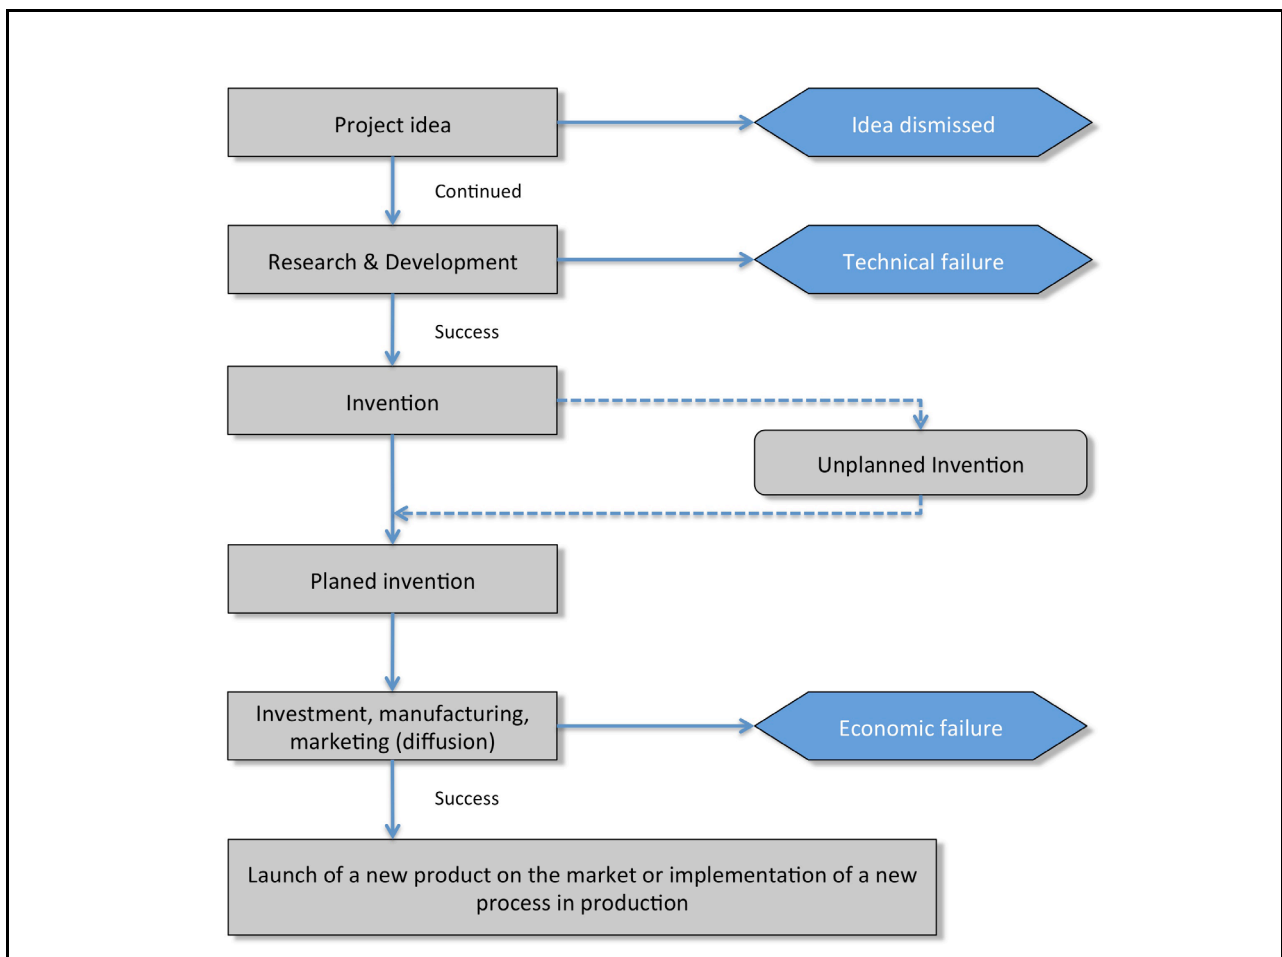 Project idea
Idea dismissed
Continued
Research & Development
Technical failure
Success
Invention
Unplanned Invention
Planed invention
Investment, manufacturing,
marketing (diffusion)
Economic failure
Success
Launch of a new product on the market or implementation of a new
process in production